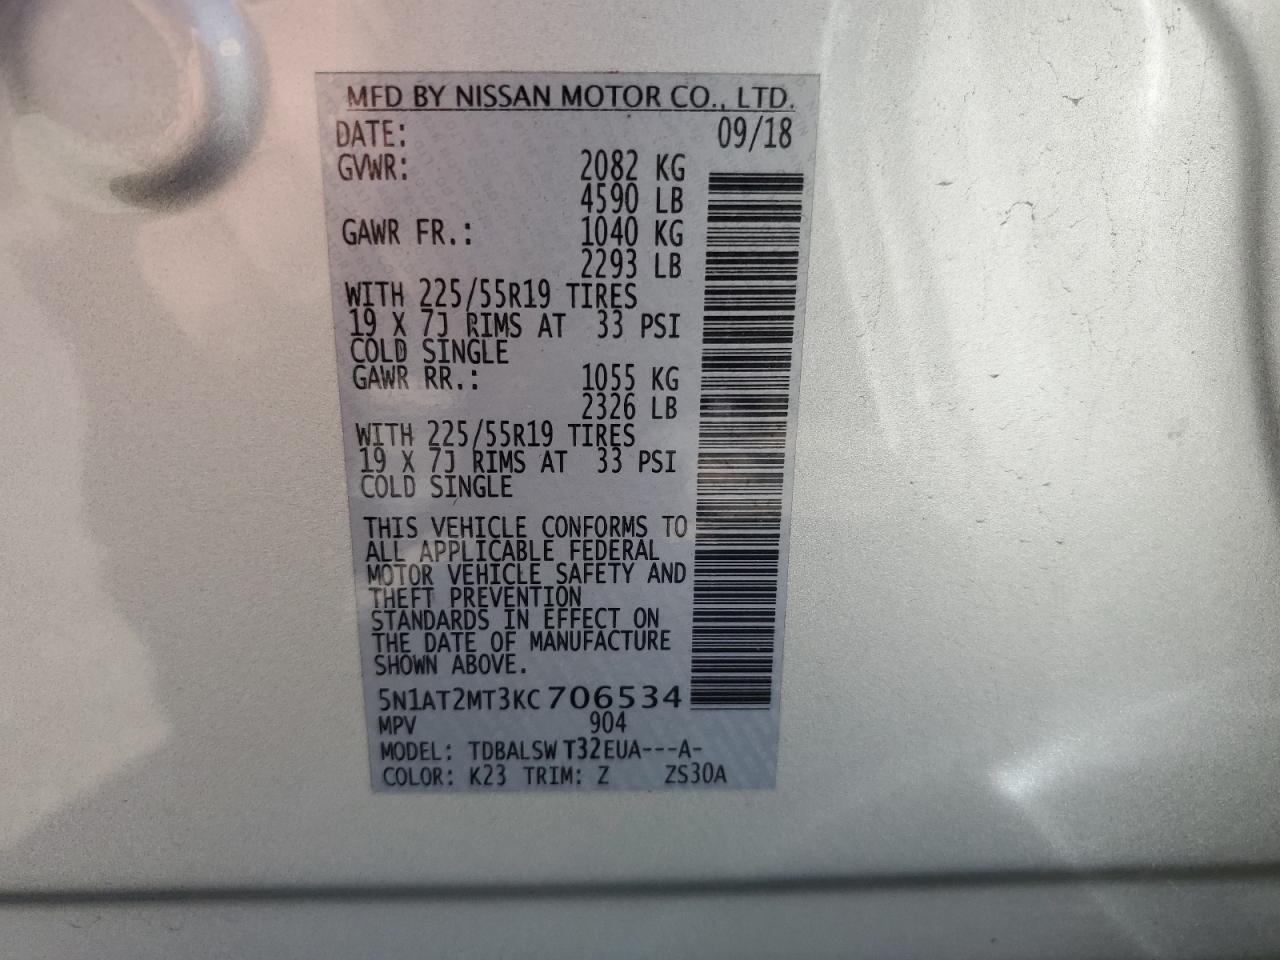 MFD BY NISSAN MOTOR CO., LTD.
DATE: 09/18
GVWR: 2082 KG
4590 LB
GAWR FR.: 1040 KG
2293 LB
WITH 225/55R19 TIRES
19 X 7J RIMS AT 33 PSI
COLD SINGLE
GAWR RR.: 1055 KG
2326 LB
WITH 225/55R19 TIRES
19 X 7J RIMS AT 33 PSI
COLD SINGLE
THIS VEHICLE CONFORMS TO
ALL APPLICABLE FEDERAL
MOTOR VEHICLE SAFETY AND
THEFT PREVENTION
STANDARDS IN EFFECT ON
THE DATE OF MANUFACTURE
SHOWN ABOVE.
5N1AT2MT3KC706534
MPV 904
MODEL: TDBALSW T32EUA---A-
COLOR: K23 TRIM: Z ZS30A